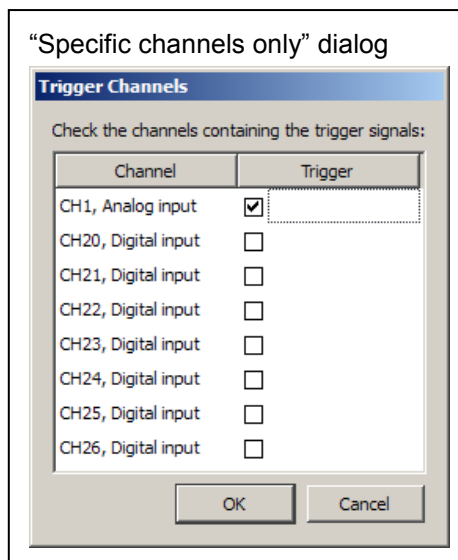 “Specific channels only” dialog
Trigger Channels
Check the channels containing the trigger signals:
Channel Trigger
CH1, Analog input
CH20, Digital input
CH21, Digital input
CH22, Digital input
CH23, Digital input
CH24, Digital input
CH25, Digital input
CH26, Digital input
OK Cancel